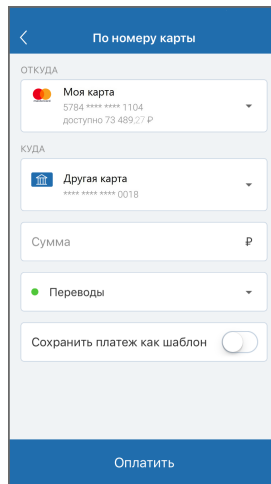 По номеру карты
ОТКУДА
Моя карта
5784 **** **** 1104
доступно 73 489,27 ₽
КУДА
Другая карта
**** **** **** 0018
Сумма ₽
Переводы
Сохранить платеж как шаблон
Оплатить